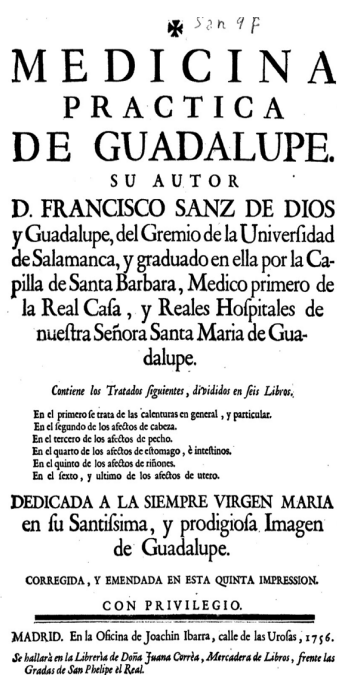 ✠ San 9 F
MEDICINA
PRACTICA
DE GUADALUPE.
SU AUTOR
D. FRANCISCO SANZ DE DIOS
y Guadalupe, del Gremio de la Univerſidad
de Salamanca, y graduado en ella por la Ca-
pilla de Santa Barbara, Medico primero de
la Real Caſa, y Reales Hoſpitales de
nueſtra Señora Santa Maria de Gua-
dalupe.
Contiene los Tratados ſiguientes, divididos en ſeis Libros.
En el primero ſe trata de las calenturas en general, y particular.
En el ſegundo de los afectos de cabeza.
En el tercero de los afectos de pecho.
En el quarto de los afectos de eſtomago, è inteſtinos.
En el quinto de los afectos de riñones.
En el ſexto, y ultimo de los afectos de utero.
DEDICADA A LA SIEMPRE VIRGEN MARIA
en ſu Santiſsima, y prodigioſa Imagen
de Guadalupe.
CORREGIDA, Y EMENDADA EN ESTA QUINTA IMPRESSION.
CON PRIVILEGIO.
MADRID. En la Oficina de Joachin Ibarra, calle de las Uroſas, 1756.
Se hallarà en la Librerìa de Doña Juana Corrèa, Mercadera de Libros, frente las
Gradas de San Phelipe el Real.